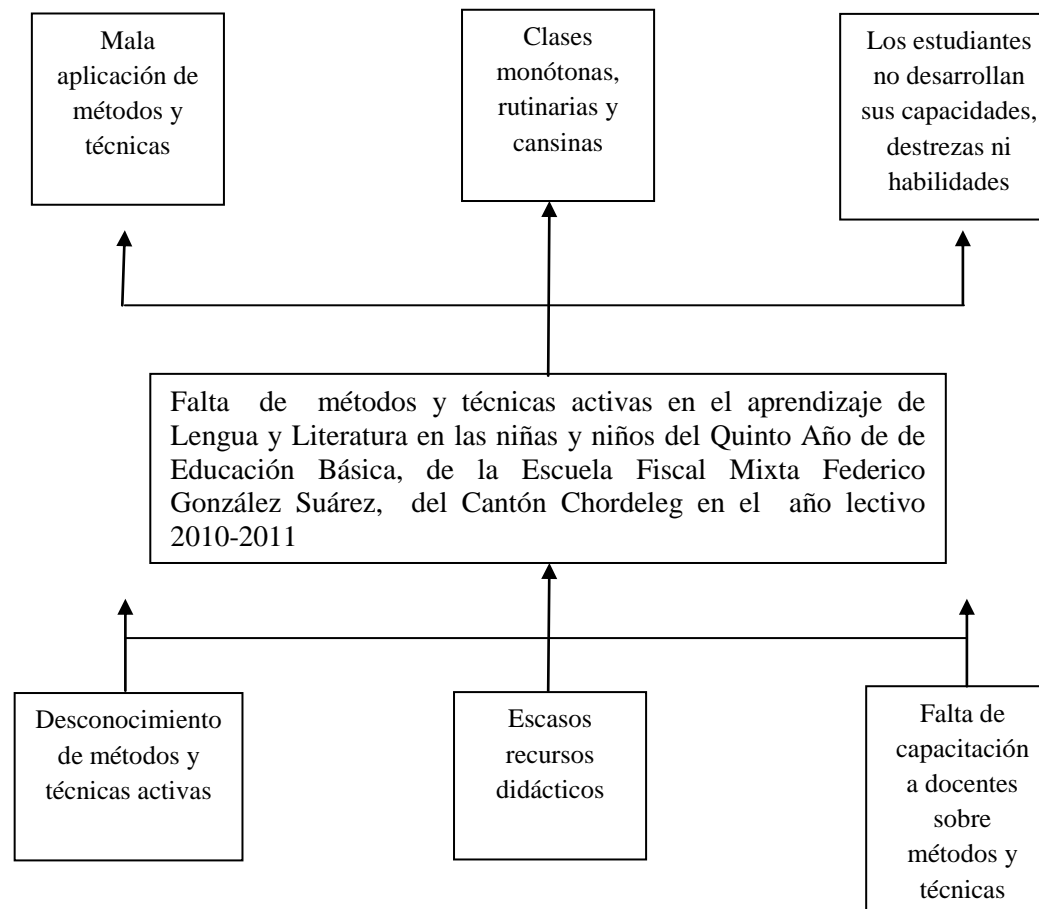 Mala
aplicación de
métodos y
técnicas
Clases
monótonas,
rutinarias y
cansinas
Los estudiantes
no desarrollan
sus capacidades,
destrezas ni
habilidades
Falta de métodos y técnicas activas en el aprendizaje de
Lengua y Literatura en las niñas y niños del Quinto Año de de
Educación Básica, de la Escuela Fiscal Mixta Federico
González Suárez, del Cantón Chordeleg en el año lectivo
2010-2011
Desconocimiento
de métodos y
técnicas activas
Escasos
recursos
didácticos
Falta de
capacitación
a docentes
sobre
métodos y
técnicas